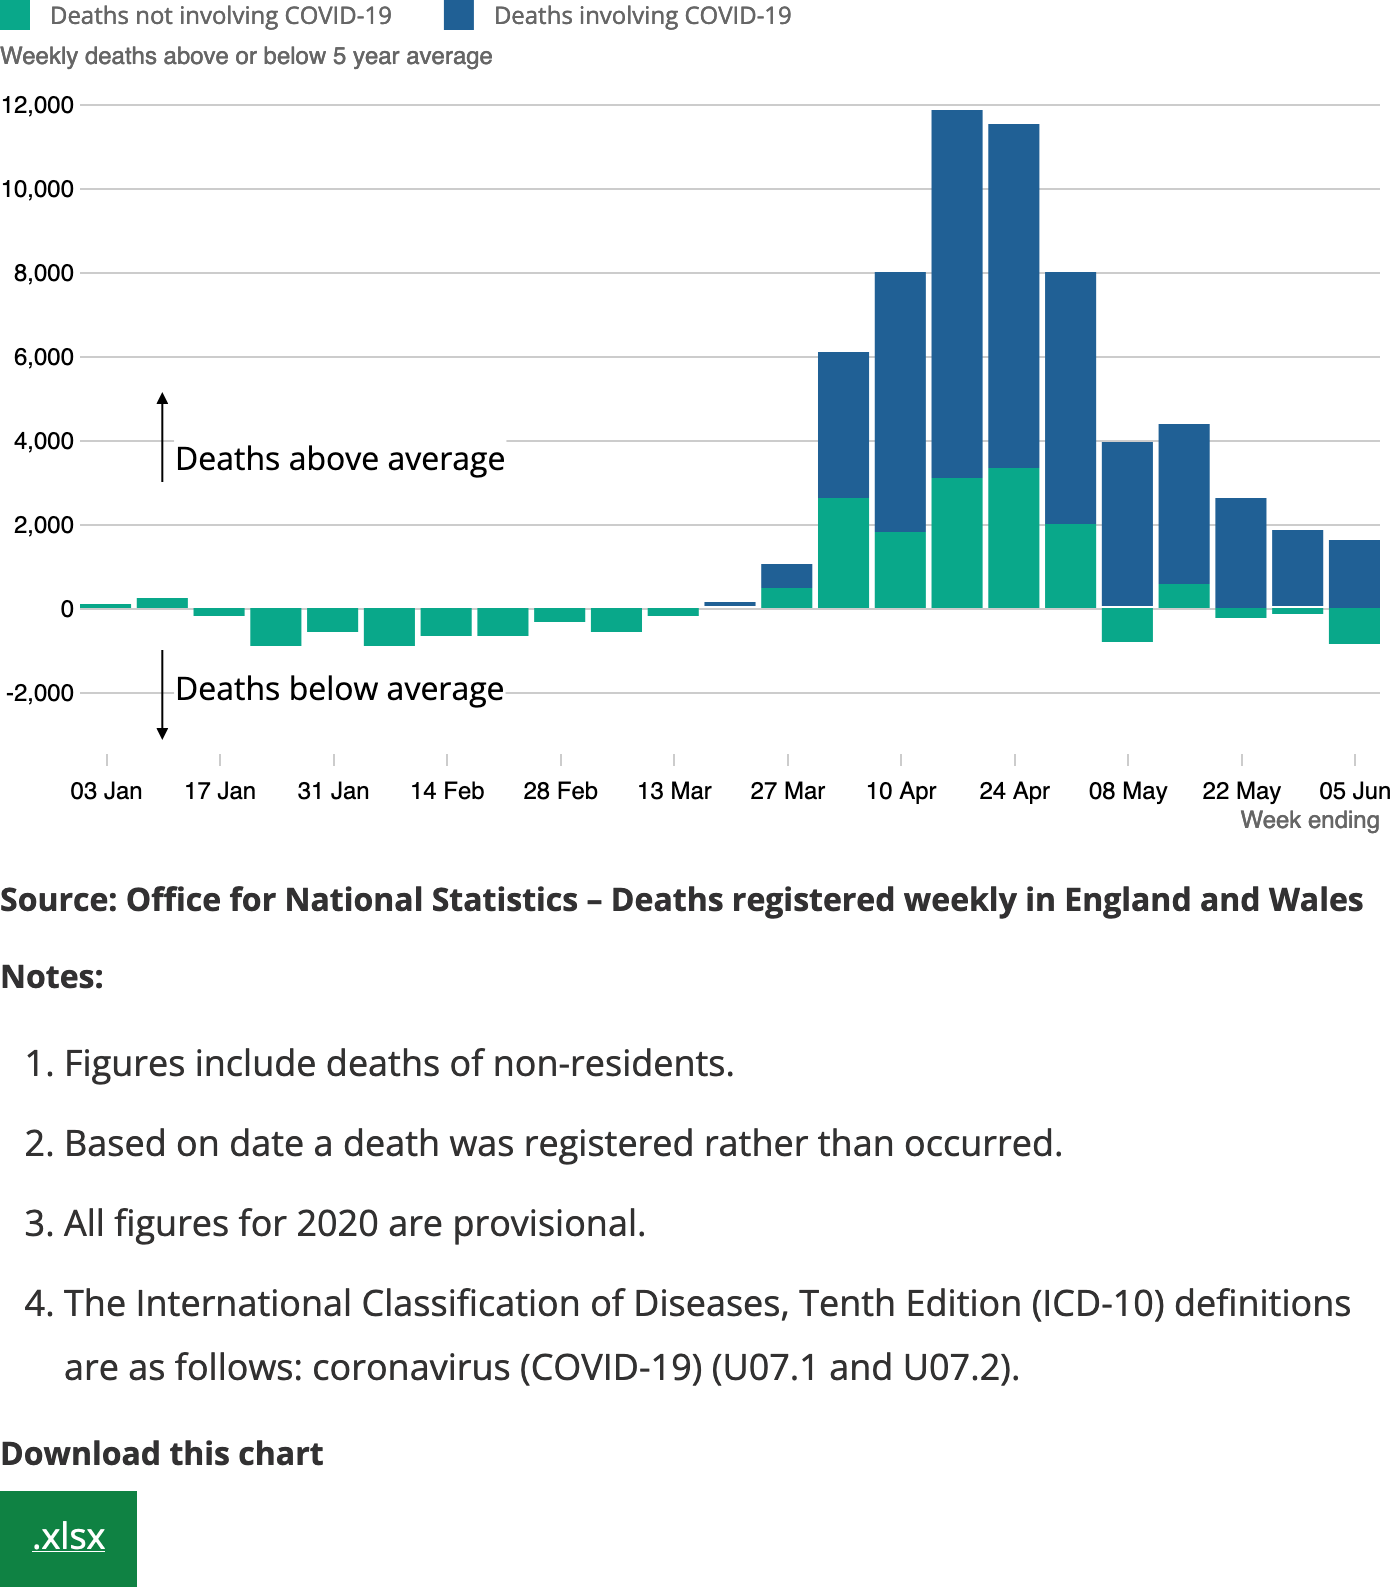 Deaths not involving COVID-19 Deaths involving COVID-19
Weekly deaths above or below 5 year average
12,000
10,000
8,000
6,000
4,000
Deaths above average
2,000
0
-2,000
Deaths below average
03 Jan 17 Jan 31 Jan 14 Feb 28 Feb 13 Mar 27 Mar 10 Apr 24 Apr 08 May 22 May 05 Jun
Week ending
Source: Office for National Statistics – Deaths registered weekly in England and Wales
Notes:
1. Figures include deaths of non-residents.
2. Based on date a death was registered rather than occurred.
3. All figures for 2020 are provisional.
4. The International Classification of Diseases, Tenth Edition (ICD-10) definitions
are as follows: coronavirus (COVID-19) (U07.1 and U07.2).
Download this chart
.xlsx